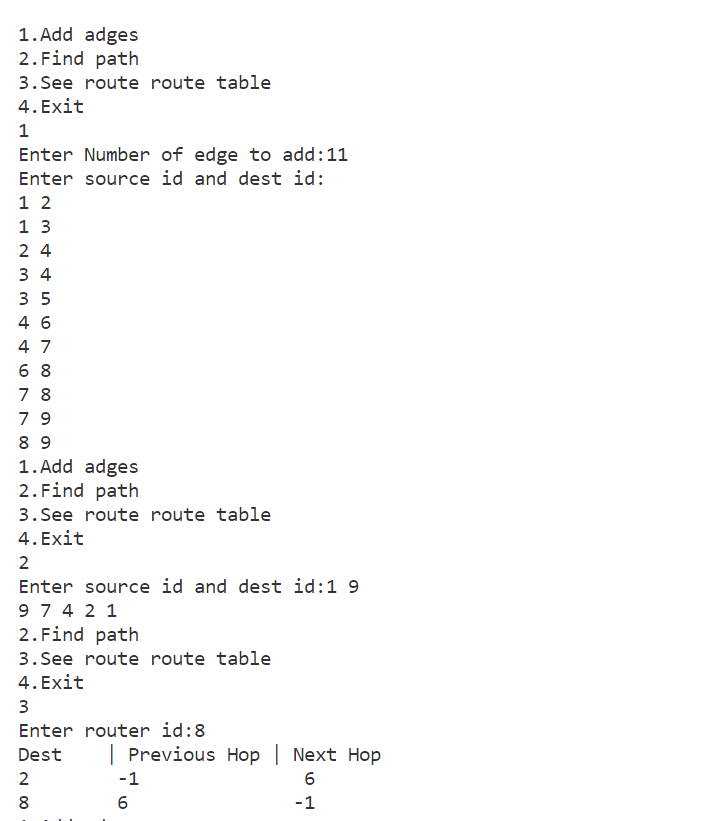 1.Add adges
2.Find path
3.See route route table
4.Exit
1
Enter Number of edge to add:11
Enter source id and dest id:
1 2
1 3
2 4
3 4
3 5
4 6
4 7
6 8
7 8
7 9
8 9
1.Add adges
2.Find path
3.See route route table
4.Exit
2
Enter source id and dest id:1 9
9 7 4 2 1
2.Find path
3.See route route table
4.Exit
3
Enter router id:8
Dest | Previous Hop | Next Hop
2 -1 6
8 6 -1